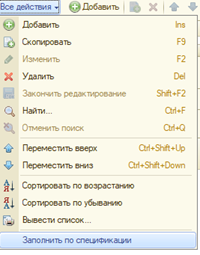 Все действия Добавить
Добавить Ins
Скопировать F9
Изменить F2
Удалить Del
Закончить редактирование Shift+F2
Найти... Ctrl+F
Отменить поиск Ctrl+Q
Переместить вверх Ctrl+Shift+Up
Переместить вниз Ctrl+Shift+Down
Сортировать по возрастанию
Сортировать по убыванию
Вывести список...
Заполнить по спецификации